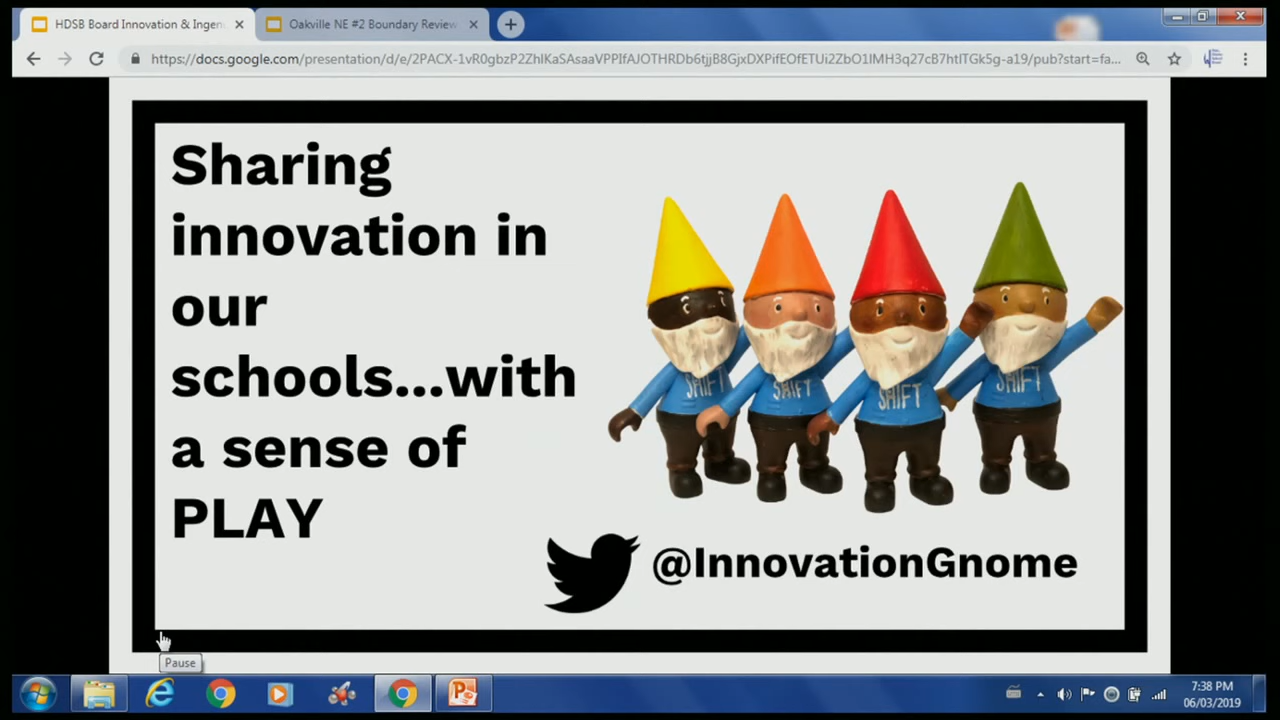 HDSB Board Innovation & Ingen
Oakville NE #2 Boundary Review
https://docs.google.com/presentation/d/e/2PACX-1vR0gbzP2ZhlKaSAsaaVPPlfAJOTHRDb6tjjB8GjxDXPifEOfETUi2ZbO1lMH3q27cB7htlTGk5g-a19/pub?start=fa...
Sharing
innovation in
our
schools...with
a sense of
PLAY
SHIFT
SHIFT
SHIFT
SHIFT
@InnovationGnome
Pause
7:38 PM
06/03/2019